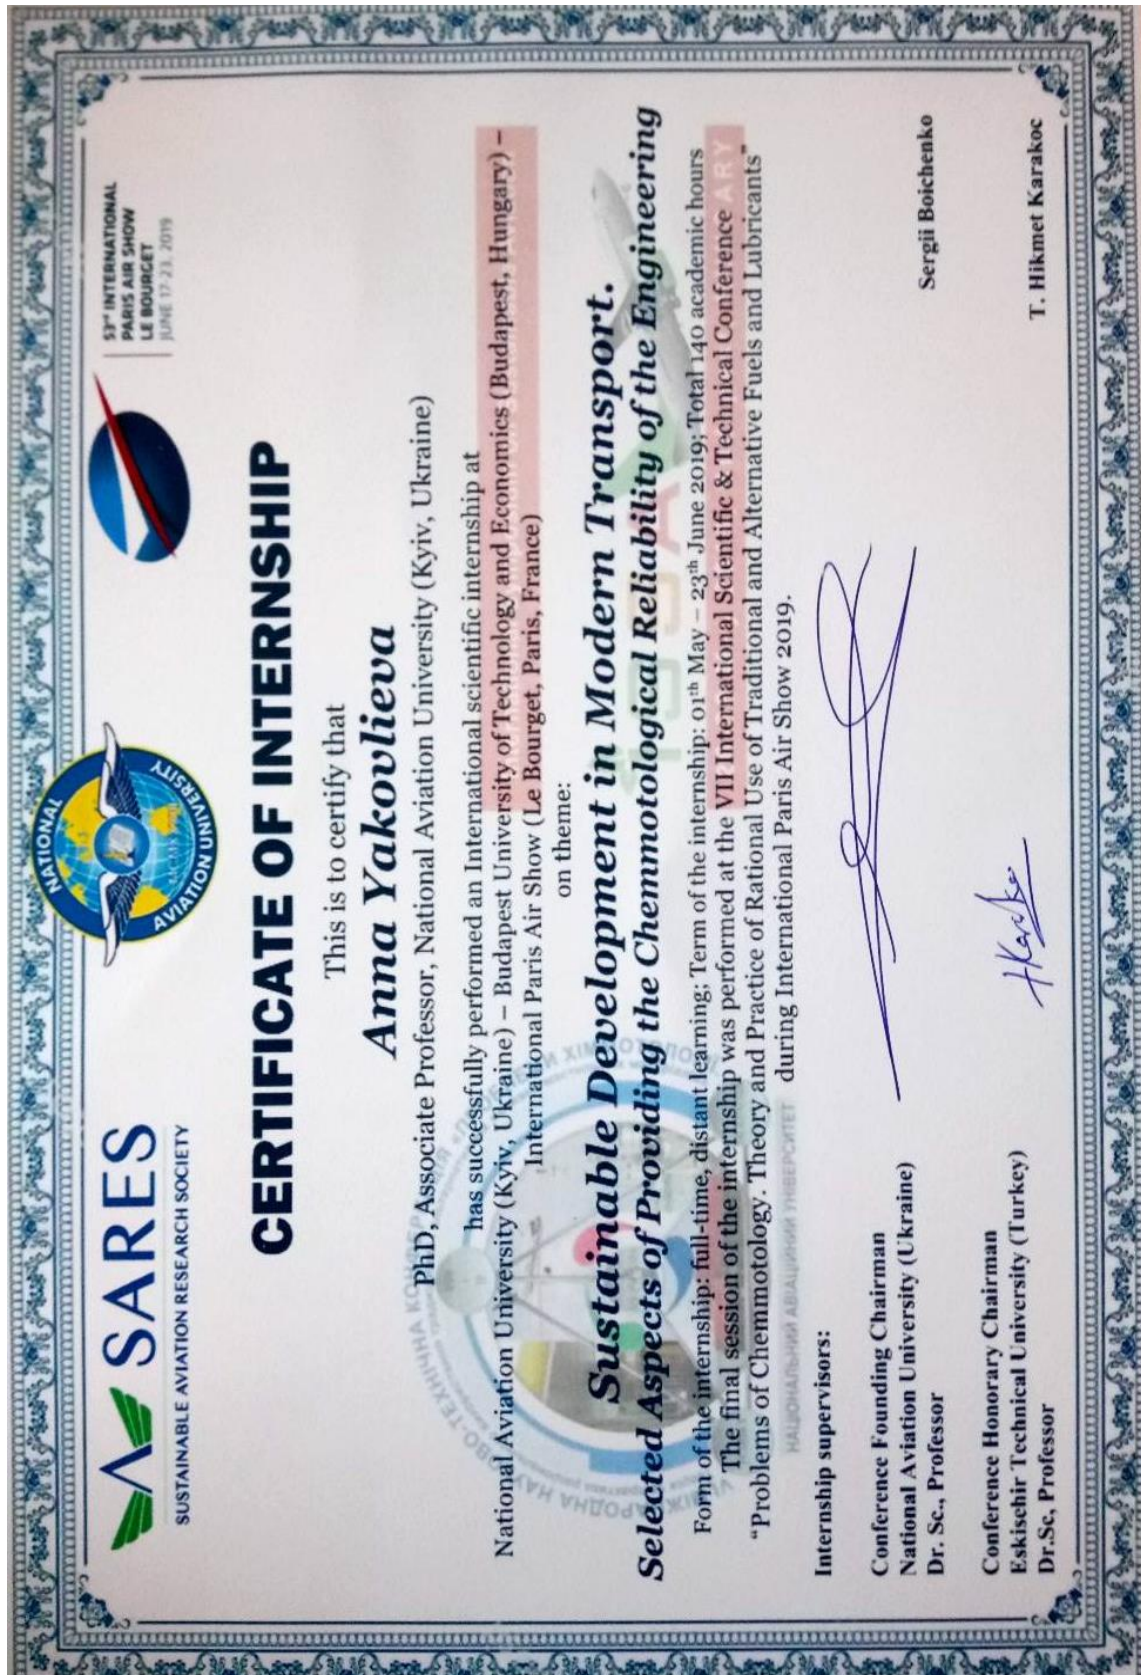 SARES
SUSTAINABLE AVIATION RESEARCH SOCIETY
NATIONAL
AVIATION UNIVERSITY
53rd INTERNATIONAL
PARIS AIR SHOW
LE BOURGET
JUNE 17-23, 2019
CERTIFICATE OF INTERNSHIP
This is to certify that
Anna Yakovlieva
PhD, Associate Professor, National Aviation University (Kyiv, Ukraine)
has successfully performed an International scientific internship at
National Aviation University (Kyiv, Ukraine) – Budapest University of Technology and Economics (Budapest, Hungary) –
International Paris Air Show (Le Bourget, Paris, France)
on theme:
Sustainable Development in Modern Transport.
Selected Aspects of Providing the Chemmotological Reliability of the Engineering
Form of the internship: full-time, distant learning; Term of the internship: 01th May – 23th June 2019; Total 140 academic hours
The final session of the internship was performed at the VII International Scientific & Technical Conference
“Problems of Chemmotology. Theory and Practice of Rational Use of Traditional and Alternative Fuels and Lubricants”
during International Paris Air Show 2019.
НАЦІОНАЛЬНИЙ АВІАЦІЙНИЙ УНІВЕРСИТЕТ
Internship supervisors:
Conference Founding Chairman
National Aviation University (Ukraine)
Dr. Sc., Professor
Sergii Boichenko
Conference Honorary Chairman
Eskisehir Technical University (Turkey)
Dr.Sc, Professor
T. Hikmet Karakoc